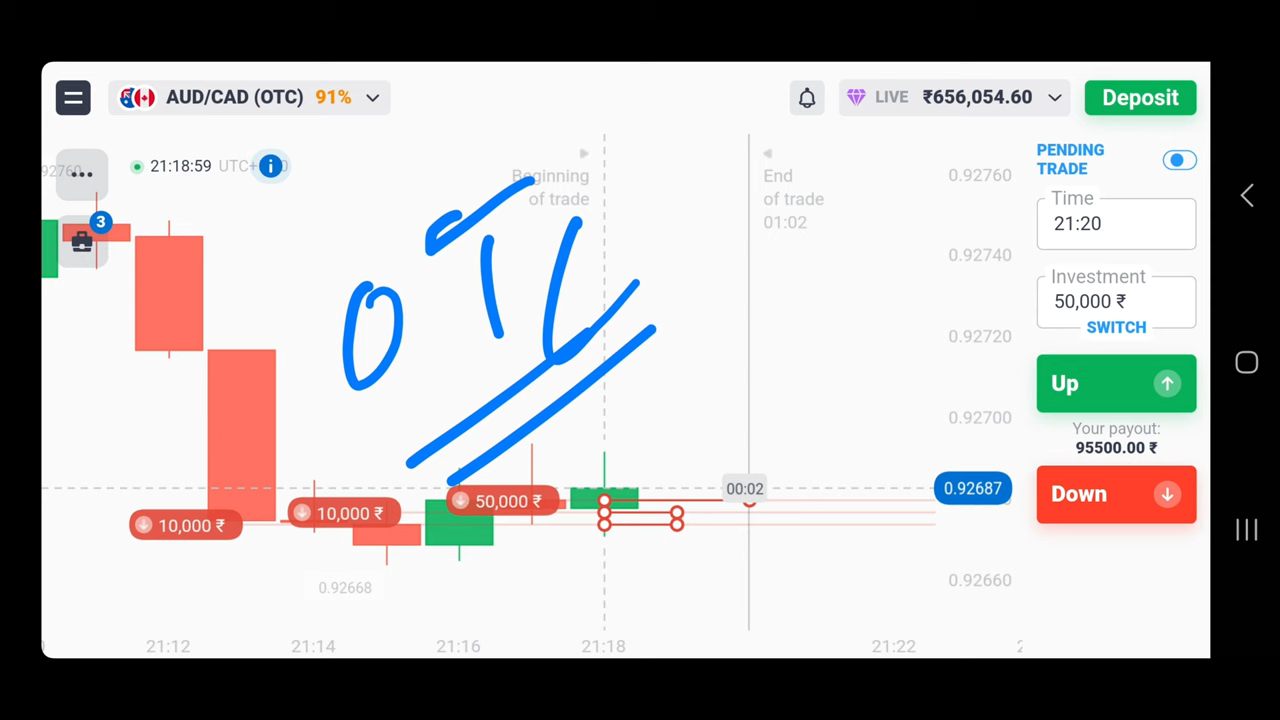 AUD/CAD (OTC) 91%
LIVE ₹656,054.60
Deposit
21:18:59 UTC+
i
...
3
92760
Beginning
of trade
End
of trade
01:02
OTC
0.92760
0.92740
0.92720
0.92700
0.92687
0.92660
PENDING
TRADE
Time
21:20
Investment
50,000 ₹
SWITCH
Up
Your payout:
95500.00 ₹
Down
10,000 ₹
10,000 ₹
50,000 ₹
00:02
0.92668
21:12 21:14 21:16 21:18 21:22